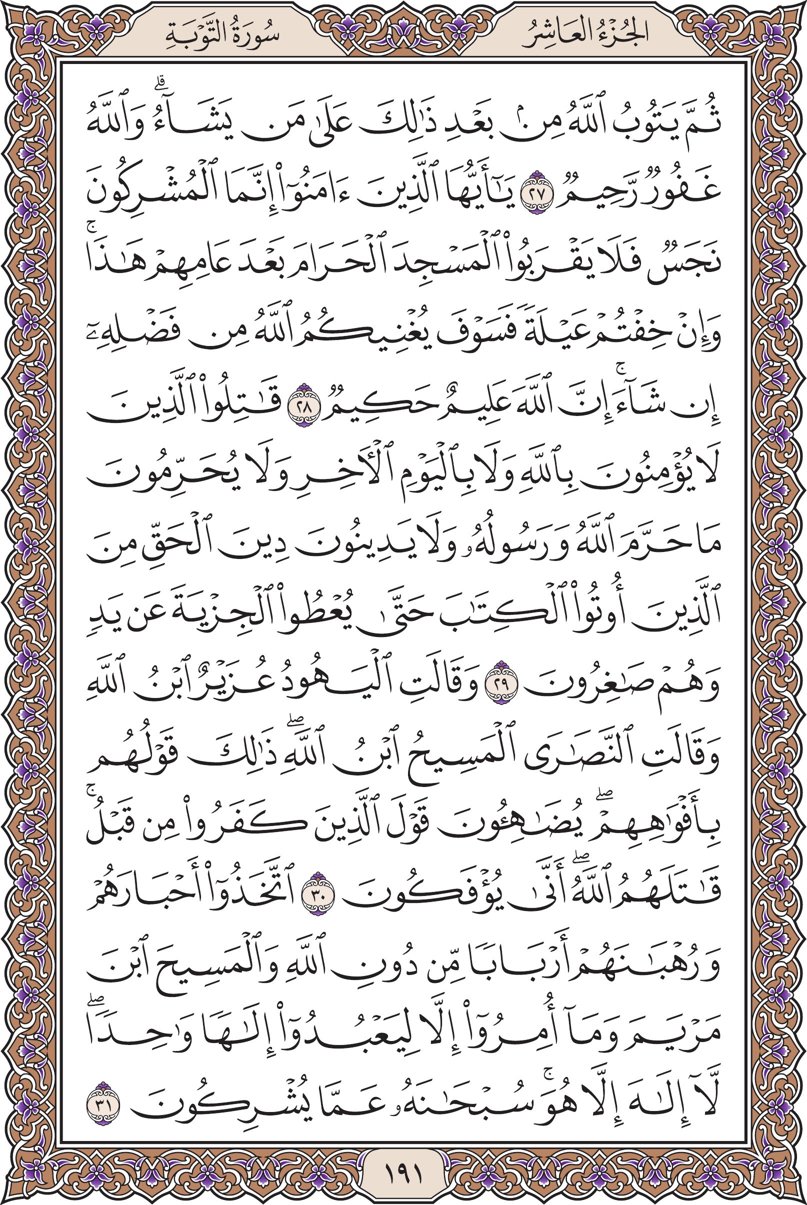 الجُزْءُ العَاشِرُ
سُورَةُ التَّوْبَةِ
ثُمَّ يَتُوبُ ٱللَّهُ مِنۢ بَعْدِ ذَٰلِكَ عَلَىٰ مَن يَشَآءُۗ وَٱللَّهُ
غَفُورٞ رَّحِيمٞ ٢٧ يَٰٓأَيُّهَا ٱلَّذِينَ ءَامَنُوٓاْ إِنَّمَا ٱلۡمُشۡرِكُونَ
نَجَسٞ فَلَا يَقۡرَبُواْ ٱلۡمَسۡجِدَ ٱلۡحَرَامَ بَعۡدَ عَامِهِمۡ هَٰذَاۚ
وَإِنۡ خِفۡتُمۡ عَيۡلَةٗ فَسَوۡفَ يُغۡنِيكُمُ ٱللَّهُ مِن فَضۡلِهِۦٓ
إِن شَآءَۚ إِنَّ ٱللَّهَ عَلِيمٌ حَكِيمٞ ٢٨ قَٰتِلُواْ ٱلَّذِينَ
لَا يُؤۡمِنُونَ بِٱللَّهِ وَلَا بِٱلۡيَوۡمِ ٱلۡأٓخِرِ وَلَا يُحَرِّمُونَ
مَا حَرَّمَ ٱللَّهُ وَرَسُولُهُۥ وَلَا يَدِينُونَ دِينَ ٱلۡحَقِّ مِنَ
ٱلَّذِينَ أُوتُواْ ٱلۡكِتَٰبَ حَتَّىٰ يُعۡطُواْ ٱلۡجِزۡيَةَ عَن يَدٖ
وَهُمۡ صَٰغِرُونَ ٢٩ وَقَالَتِ ٱلۡيَهُودُ عُزَيۡرٌ ٱبۡنُ ٱللَّهِ
وَقَالَتِ ٱلنَّصَٰرَى ٱلۡمَسِيحُ ٱبۡنُ ٱللَّهِۖ ذَٰلِكَ قَوۡلُهُم
بِأَفۡوَٰهِهِمۡۖ يُضَٰهِـُٔونَ قَوۡلَ ٱلَّذِينَ كَفَرُواْ مِن قَبۡلُۚ
قَٰتَلَهُمُ ٱللَّهُۖ أَنَّىٰ يُؤۡفَكُونَ ٣٠ ٱتَّخَذُوٓاْ أَحۡبَارَهُمۡ
وَرُهۡبَٰنَهُمۡ أَرۡبَابٗا مِّن دُونِ ٱللَّهِ وَٱلۡمَسِيحَ ٱبۡنَ
مَرۡيَمَ وَمَآ أُمِرُوٓاْ إِلَّا لِيَعۡبُدُوٓاْ إِلَٰهٗا وَٰحِدٗاۖ
لَّآ إِلَٰهَ إِلَّا هُوَۚ سُبۡحَٰنَهُۥ عَمَّا يُشۡرِكُونَ ٣١
١٩١